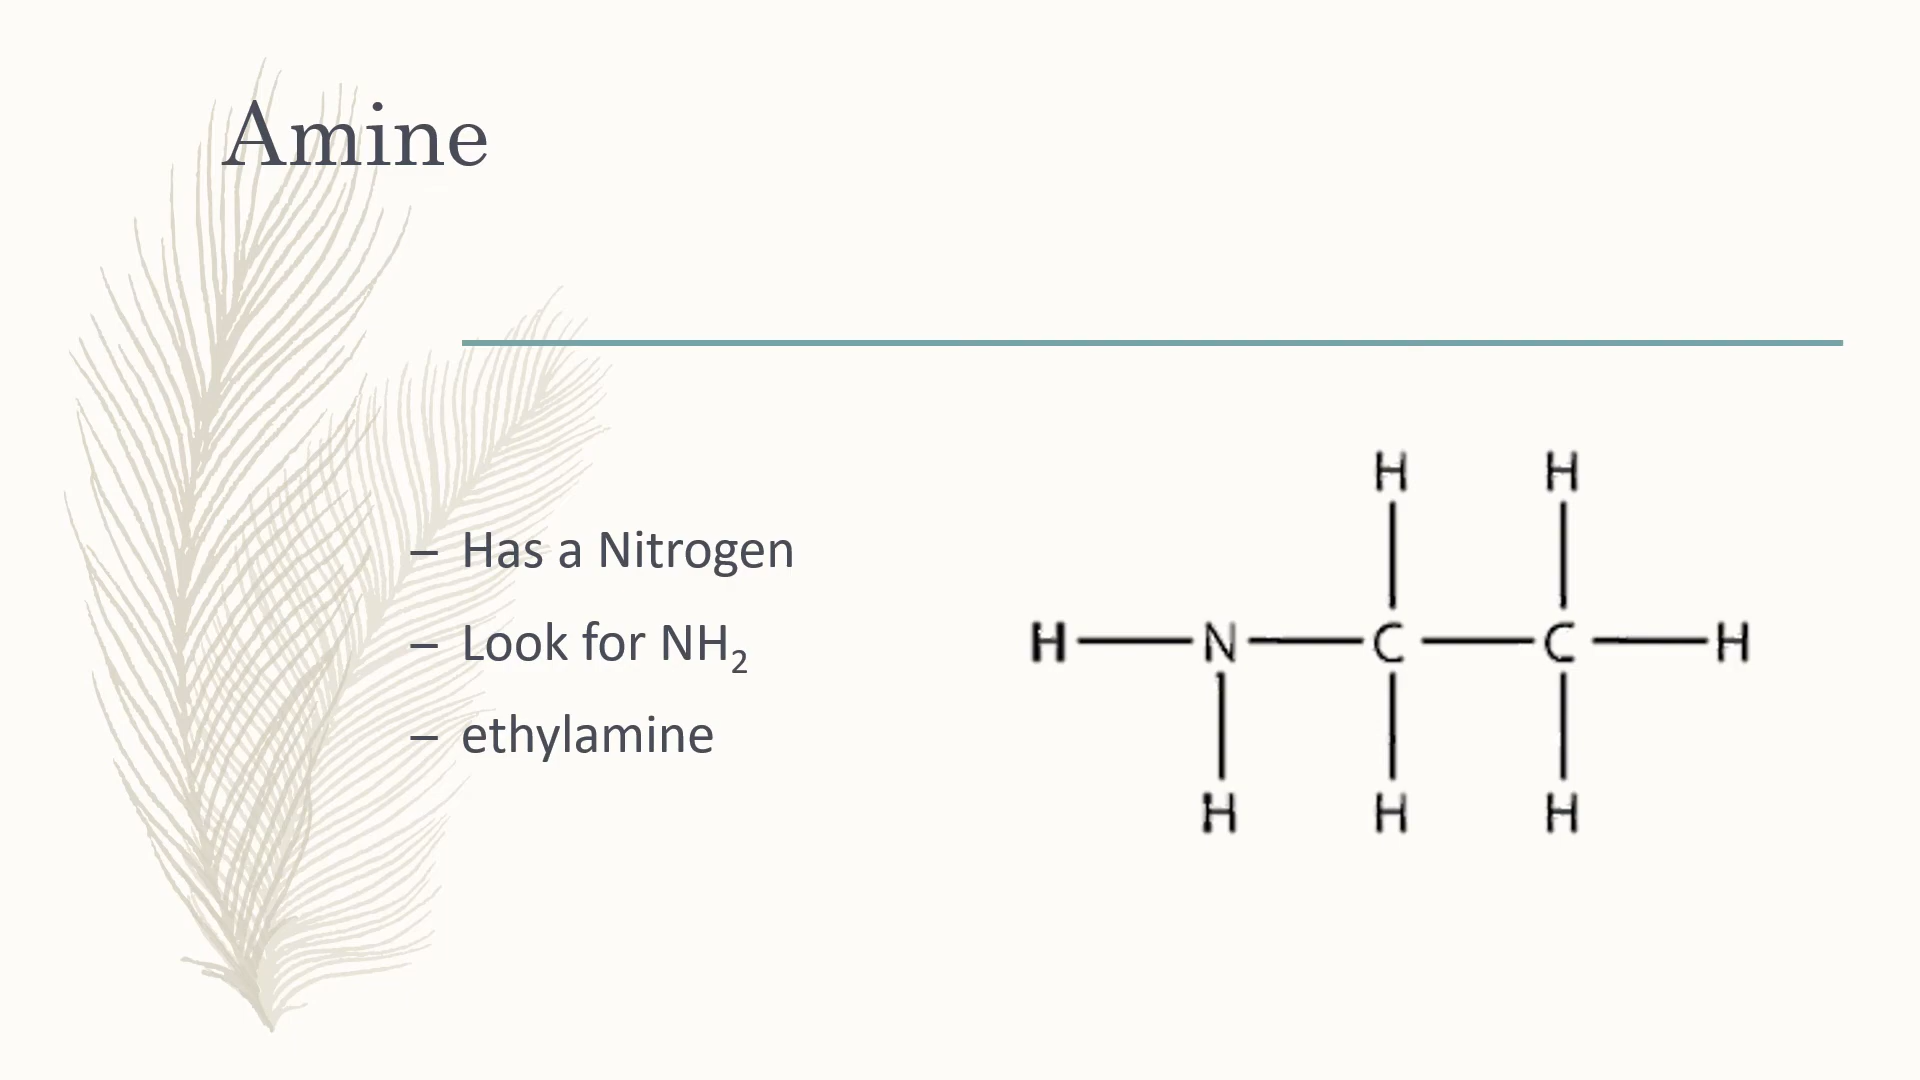 Amine
– Has a Nitrogen
– Look for NH₂
– ethylamine
H H
H N C C H
H H H